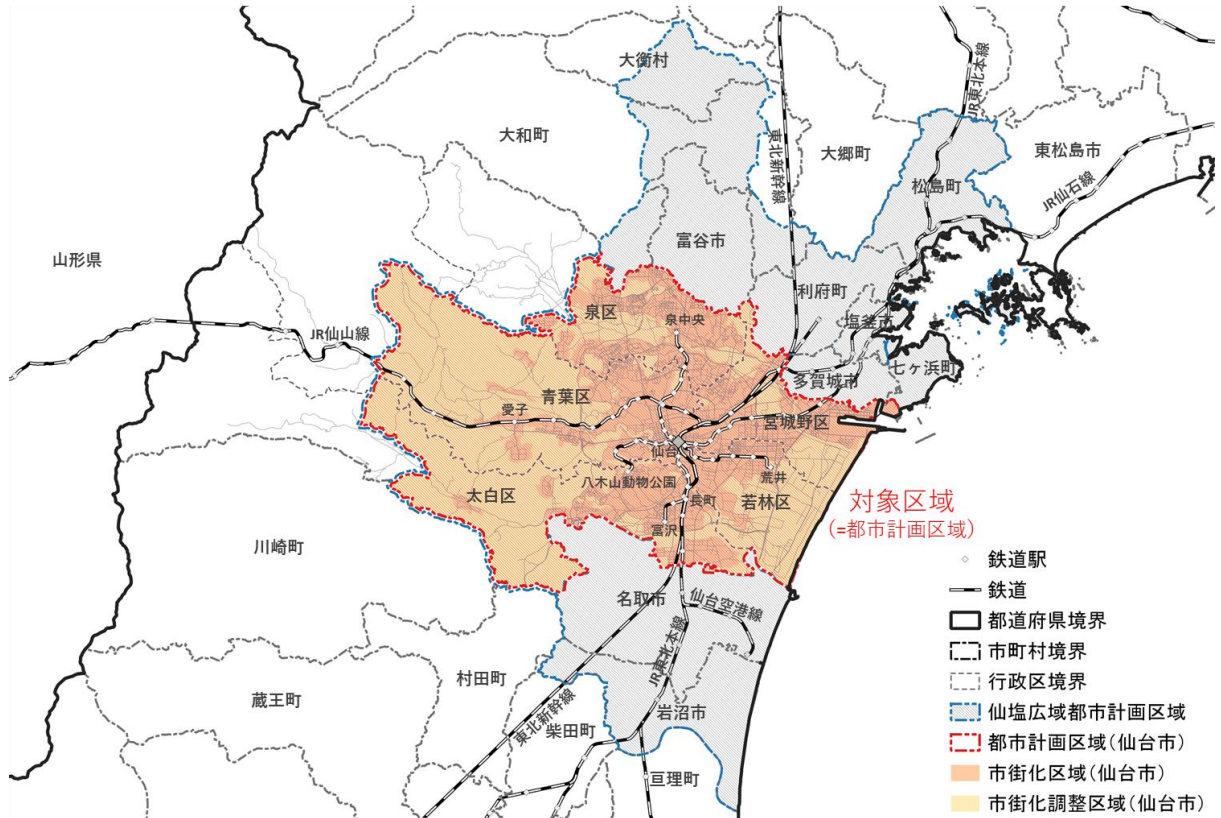 大衡村
大和町
東北新幹線
大郷町
JR東北本線
東松島市
松島町
JR仙石線
富谷市
山形県
利府町
泉区
泉中央
塩釜市
JR仙山線
七ヶ浜町
多賀城市
青葉区
愛子
宮城野区
仙台
荒井
八木山動物公園
太白区
長町
若林区
対象区域
(=都市計画区域)
富沢
川崎町
名取市
仙台空港線
JR東北本線
村田町
蔵王町
東北新幹線
柴田町
岩沼市
亘理町
鉄道駅
鉄道
都道府県境界
市町村境界
行政区境界
仙塩広域都市計画区域
都市計画区域(仙台市)
市街化区域(仙台市)
市街化調整区域(仙台市)